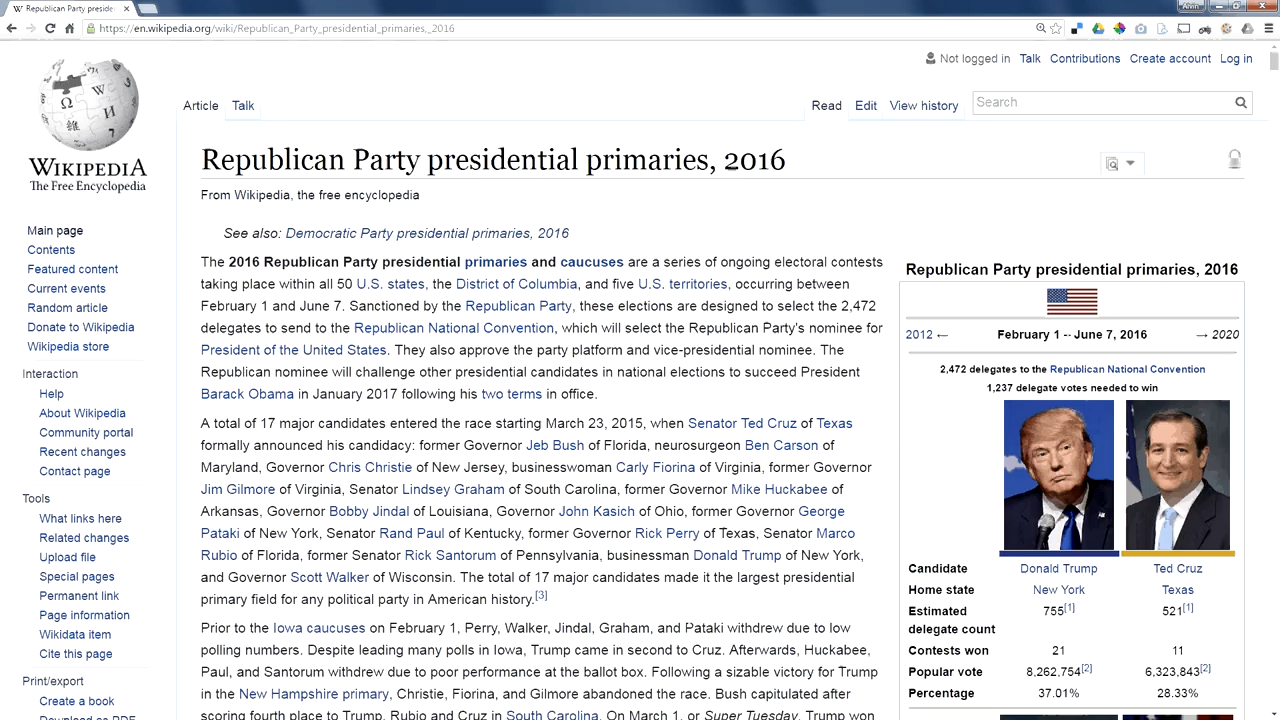 Republican Party preside
Amin
https://en.wikipedia.org/wiki/Republican_Party_presidential_primaries,_2016
Not logged in Talk Contributions Create account Log in
Article Talk Read Edit View history Search
WIKIPEDIA
The Free Encyclopedia
Main page
Contents
Featured content
Current events
Random article
Donate to Wikipedia
Wikipedia store
Interaction
Help
About Wikipedia
Community portal
Recent changes
Contact page
Tools
What links here
Related changes
Upload file
Special pages
Permanent link
Page information
Wikidata item
Cite this page
Print/export
Create a book
Download as PDF
Republican Party presidential primaries, 2016
From Wikipedia, the free encyclopedia
See also: Democratic Party presidential primaries, 2016
The 2016 Republican Party presidential primaries and caucuses are a series of ongoing electoral contests
taking place within all 50 U.S. states, the District of Columbia, and five U.S. territories, occurring between
February 1 and June 7. Sanctioned by the Republican Party, these elections are designed to select the 2,472
delegates to send to the Republican National Convention, which will select the Republican Party's nominee for
President of the United States. They also approve the party platform and vice-presidential nominee. The
Republican nominee will challenge other presidential candidates in national elections to succeed President
Barack Obama in January 2017 following his two terms in office.
A total of 17 major candidates entered the race starting March 23, 2015, when Senator Ted Cruz of Texas
formally announced his candidacy: former Governor Jeb Bush of Florida, neurosurgeon Ben Carson of
Maryland, Governor Chris Christie of New Jersey, businesswoman Carly Fiorina of Virginia, former Governor
Jim Gilmore of Virginia, Senator Lindsey Graham of South Carolina, former Governor Mike Huckabee of
Arkansas, Governor Bobby Jindal of Louisiana, Governor John Kasich of Ohio, former Governor George
Pataki of New York, Senator Rand Paul of Kentucky, former Governor Rick Perry of Texas, Senator Marco
Rubio of Florida, former Senator Rick Santorum of Pennsylvania, businessman Donald Trump of New York,
and Governor Scott Walker of Wisconsin. The total of 17 major candidates made it the largest presidential
primary field for any political party in American history.[3]
Prior to the Iowa caucuses on February 1, Perry, Walker, Jindal, Graham, and Pataki withdrew due to low
polling numbers. Despite leading many polls in Iowa, Trump came in second to Cruz. Afterwards, Huckabee,
Paul, and Santorum withdrew due to poor performance at the ballot box. Following a sizable victory for Trump
in the New Hampshire primary, Christie, Fiorina, and Gilmore abandoned the race. Bush capitulated after
scoring fourth place to Trump, Rubio and Cruz in South Carolina. On March 1, or Super Tuesday, Trump won
Republican Party presidential primaries, 2016
2012 ← February 1 – June 7, 2016 → 2020
2,472 delegates to the Republican National Convention
1,237 delegate votes needed to win
Candidate Donald Trump Ted Cruz
Home state New York Texas
Estimated delegate count 755[1] 521[1]
Contests won 21 11
Popular vote 8,262,754[2] 6,323,843[2]
Percentage 37.01% 28.33%